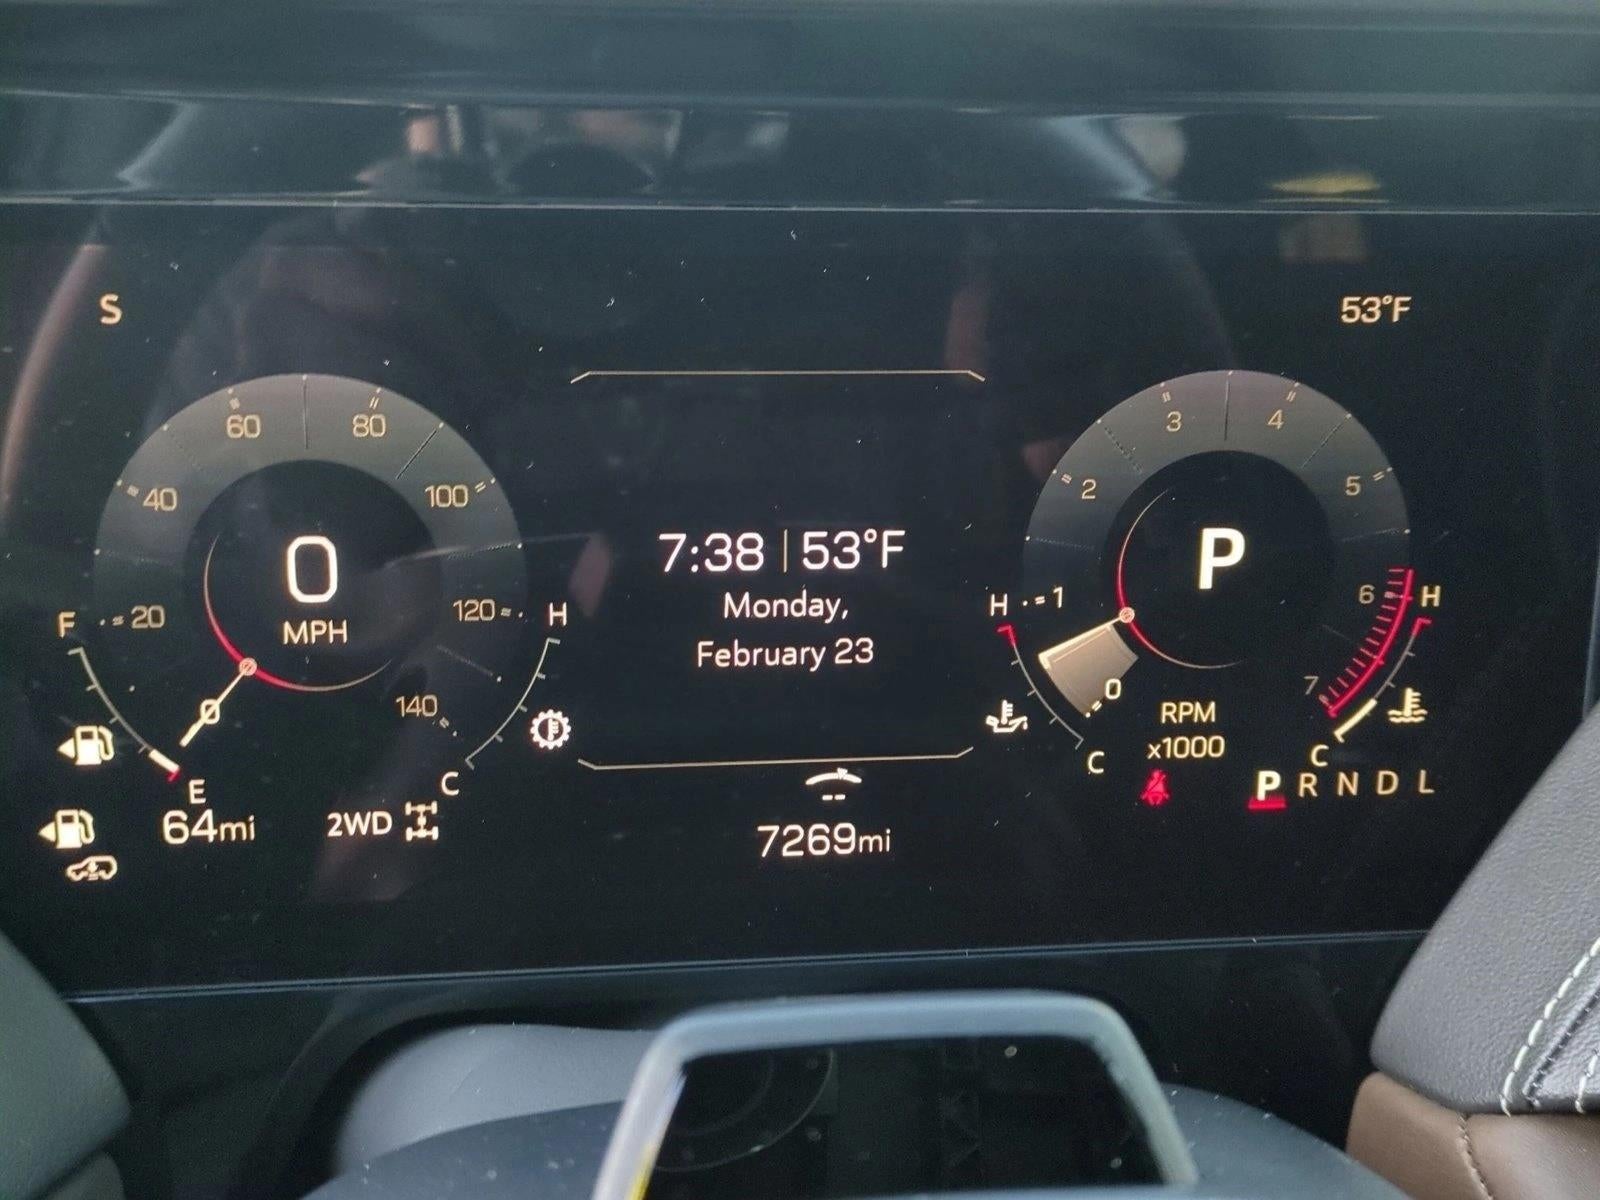 S
53°F
60 80
40 100
20 120
0 140
0
MPH
F
E
H
C
64mi
2WD
7:38 | 53°F
Monday,
February 23
--
7269mi
3 4
2 5
1 6
0 7
P
H
C
H
C
RPM
x1000
P R N D L